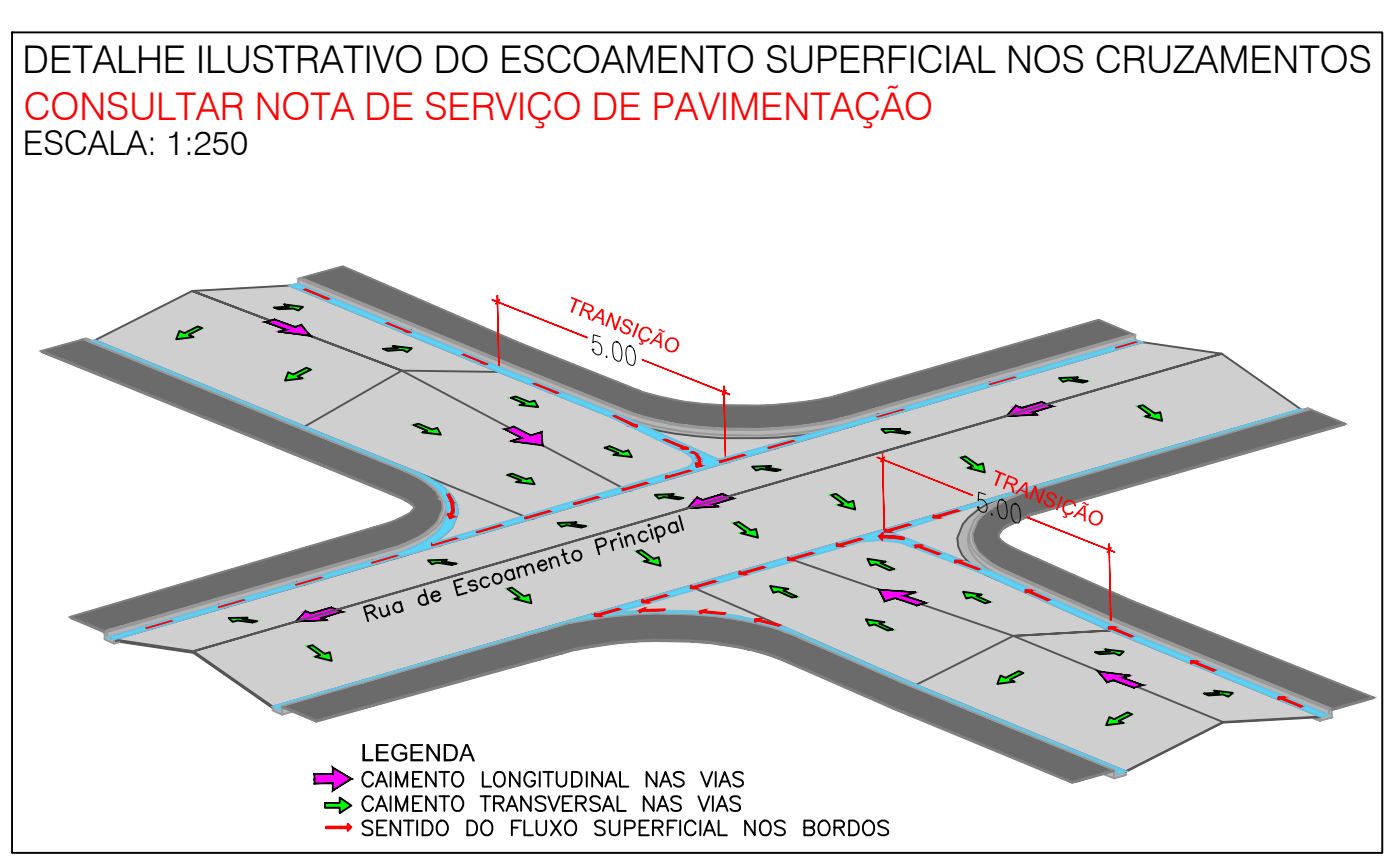 DETALHE ILUSTRATIVO DO ESCOAMENTO SUPERFICIAL NOS CRUZAMENTOS
CONSULTAR NOTA DE SERVIÇO DE PAVIMENTAÇÃO
ESCALA: 1:250
TRANSIÇÃO
5.00
TRANSIÇÃO
5.00
Rua de Escoamento Principal
LEGENDA
CAIMENTO LONGITUDINAL NAS VIAS
CAIMENTO TRANSVERSAL NAS VIAS
SENTIDO DO FLUXO SUPERFICIAL NOS BORDOS